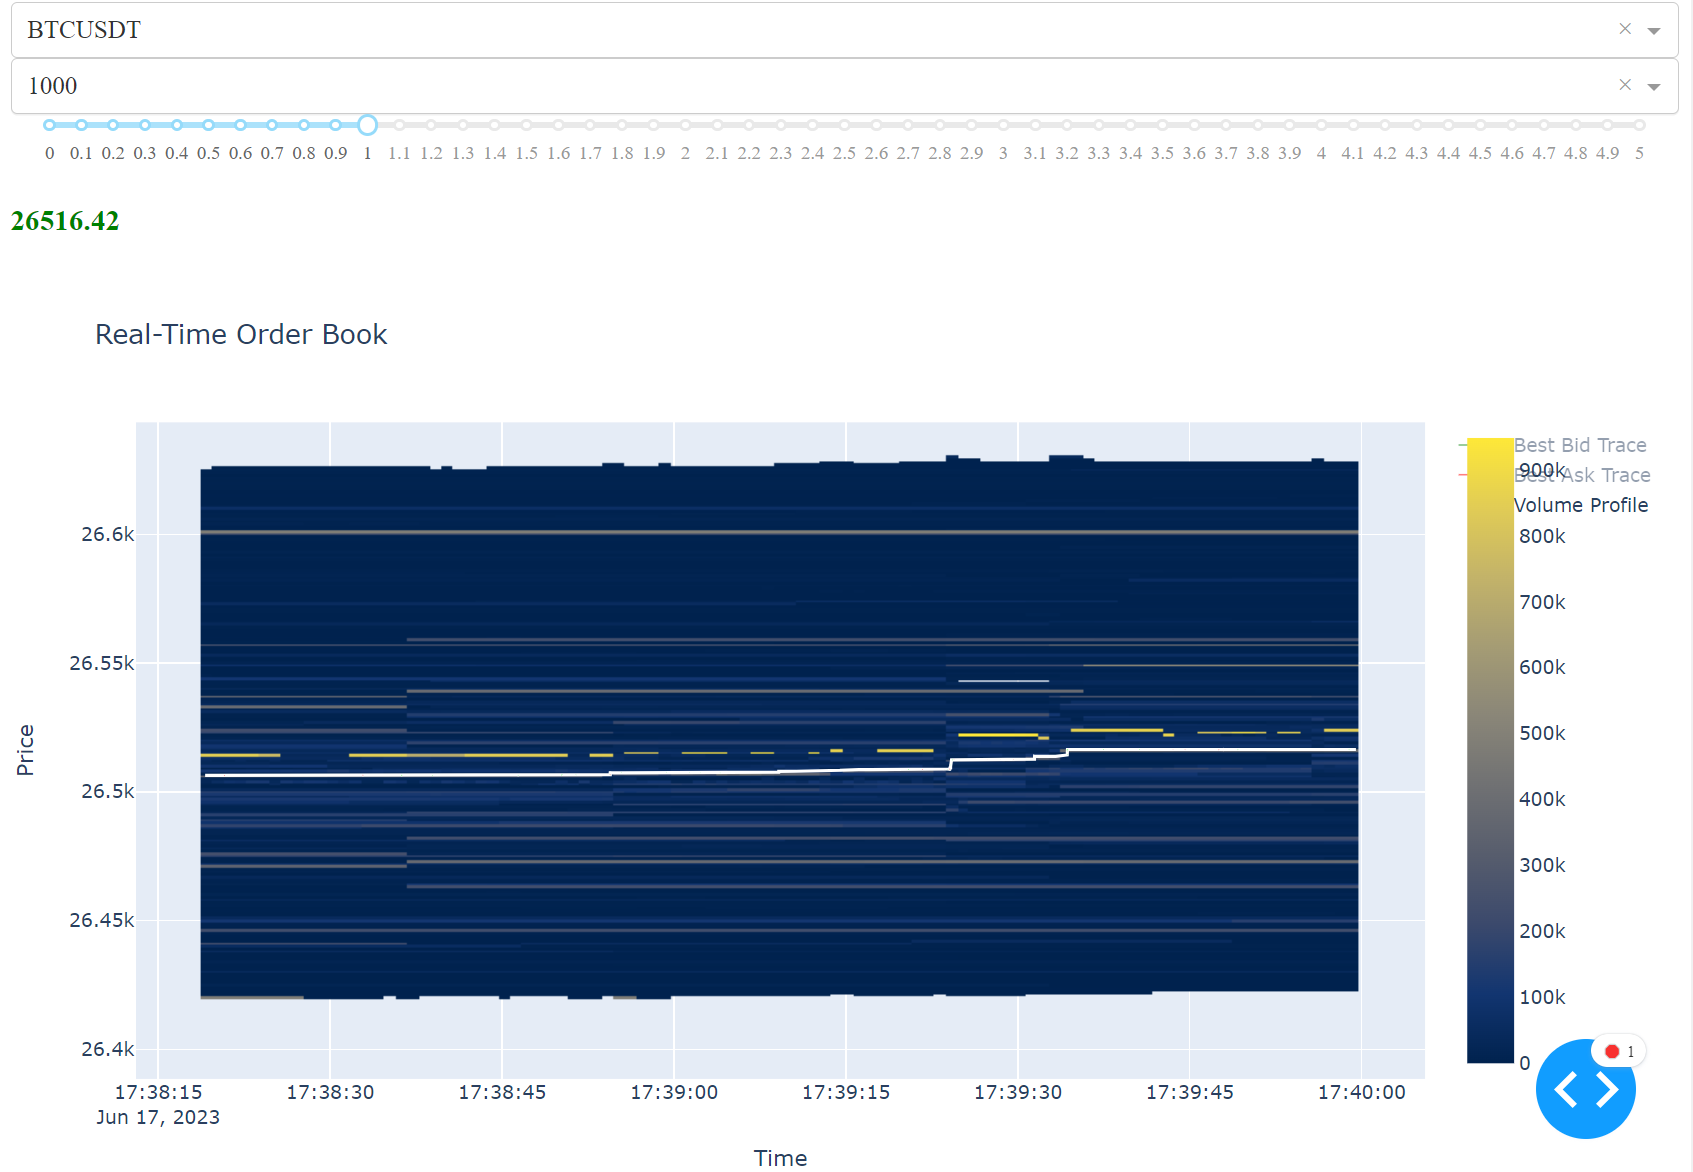 BTCUSDT
1000
0 0.1 0.2 0.3 0.4 0.5 0.6 0.7 0.8 0.9 1 1.1 1.2 1.3 1.4 1.5 1.6 1.7 1.8 1.9 2 2.1 2.2 2.3 2.4 2.5 2.6 2.7 2.8 2.9 3 3.1 3.2 3.3 3.4 3.5 3.6 3.7 3.8 3.9 4 4.1 4.2 4.3 4.4 4.5 4.6 4.7 4.8 4.9 5
26516.42
Real-Time Order Book
Best Bid Trace
900k
Best Ask Trace
Volume Profile
800k
700k
600k
500k
400k
300k
200k
100k
0
26.6k
26.55k
26.5k
26.45k
26.4k
Price
17:38:15 17:38:30 17:38:45 17:39:00 17:39:15 17:39:30 17:39:45 17:40:00
Jun 17, 2023
Time
1